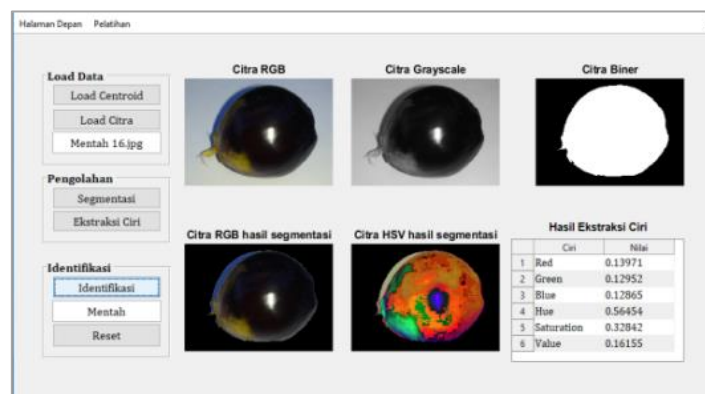 Halaman Depan Pelatihan
Load Data
Load Centroid
Load Citra
Mentah 16.jpg
Pengolahan
Segmentasi
Ekstraksi Ciri
Identifikasi
Identifikasi
Mentah
Reset
Citra RGB
Citra Grayscale
Citra Biner
Citra RGB hasil segmentasi
Citra HSV hasil segmentasi
Hasil Ekstraksi Ciri
Ciri Nilai
1 Red 0.13971
2 Green 0.12952
3 Blue 0.12865
4 Hue 0.56454
5 Saturation 0.32842
6 Value 0.16155